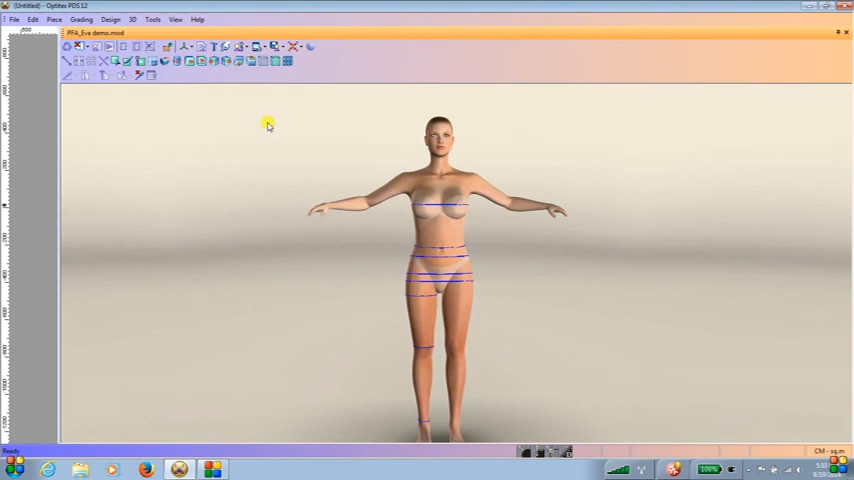 (Untitled) - Optitex PDS 12
File Edit Piece Grading Design 3D Tools View Help
PFA_Eva demo.mod
Ready
CM - sq.m
100%